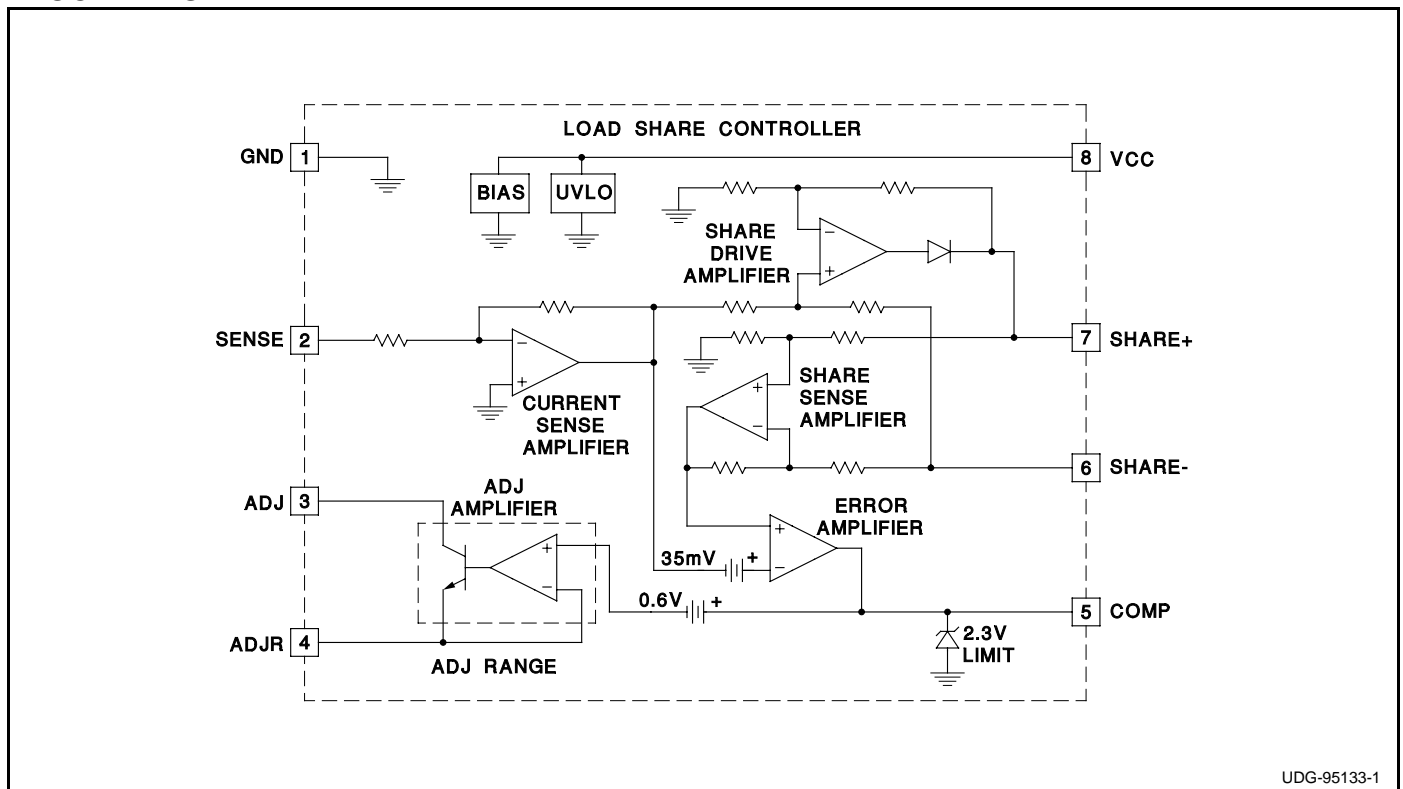 LOAD SHARE CONTROLLER
GND 1
8 VCC
BIAS
UVLO
SHARE
DRIVE
AMPLIFIER
−
+
SENSE 2
−
+
CURRENT
SENSE
AMPLIFIER
7 SHARE+
SHARE
SENSE
AMPLIFIER
+
−
6 SHARE-
ADJ 3
ADJ
AMPLIFIER
+
−
ERROR
AMPLIFIER
+
−
35mV +
0.6V +
5 COMP
2.3V
LIMIT
ADJR 4
ADJ RANGE
UDG-95133-1